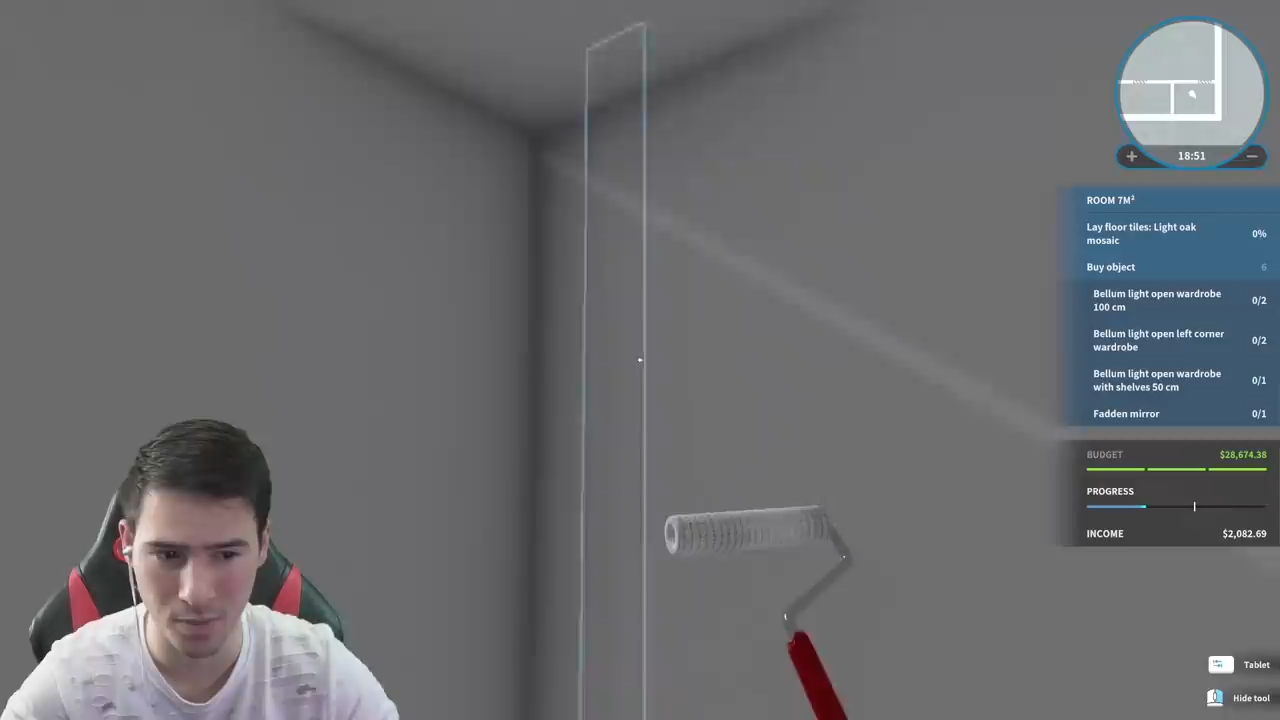 18:51
ROOM 7M²
Lay floor tiles: Light oak
mosaic
0%
Buy object
6
Bellum light open wardrobe
100 cm
0/2
Bellum light open left corner
wardrobe
0/2
Bellum light open wardrobe
with shelves 50 cm
0/1
Fadden mirror
0/1
BUDGET
$28,674.38
PROGRESS
INCOME
$2,082.69
Tablet
Hide tool